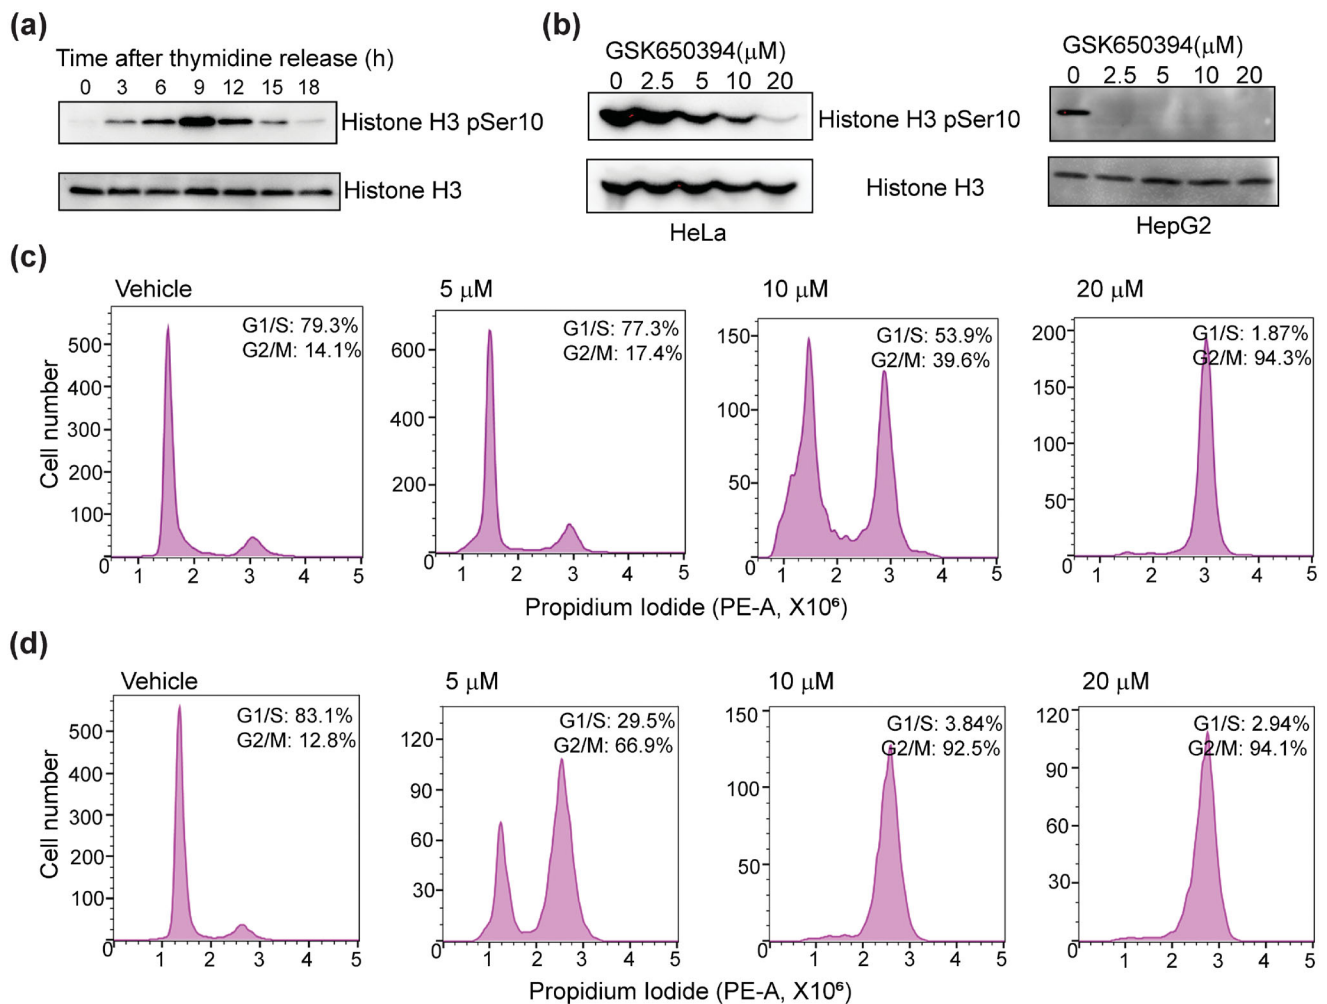 (a)
Time after thymidine release (h)
0 3 6 9 12 15 18
Histone H3 pSer10
Histone H3
(b)
GSK650394(μM)
0 2.5 5 10 20
Histone H3 pSer10
Histone H3
HeLa
GSK650394(μM)
0 2.5 5 10 20
HepG2
(c)
Vehicle
G1/S: 79.3%
G2/M: 14.1%
Cell number
500
400
300
200
100
0 1 2 3 4 5
5 μM
G1/S: 77.3%
G2/M: 17.4%
600
400
200
0 1 2 3 4 5
10 μM
G1/S: 53.9%
G2/M: 39.6%
150
100
50
0 1 2 3 4 5
20 μM
G1/S: 1.87%
G2/M: 94.3%
200
150
100
50
0 1 2 3 4 5
Propidium Iodide (PE-A, X10⁶)
(d)
Vehicle
G1/S: 83.1%
G2/M: 12.8%
Cell number
500
400
300
200
100
0 1 2 3 4 5
5 μM
G1/S: 29.5%
G2/M: 66.9%
120
90
60
30
0 1 2 3 4 5
10 μM
G1/S: 3.84%
G2/M: 92.5%
150
100
50
0 1 2 3 4 5
20 μM
G1/S: 2.94%
G2/M: 94.1%
120
90
60
30
0 1 2 3 4 5
Propidium Iodide (PE-A, X10⁶)